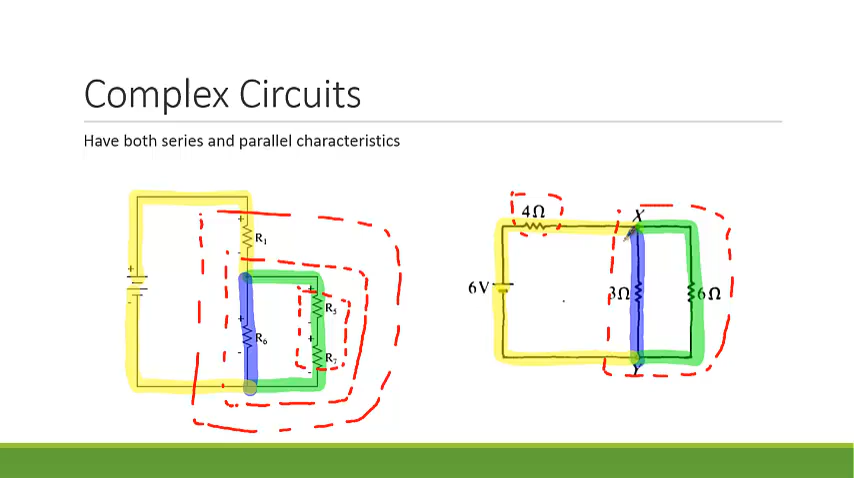 Complex Circuits
Have both series and parallel characteristics
+
+
R₁
-
-
+
R₆
-
+
R₅
-
+
R₇
-
4Ω
X
6V
3Ω
6Ω
Y